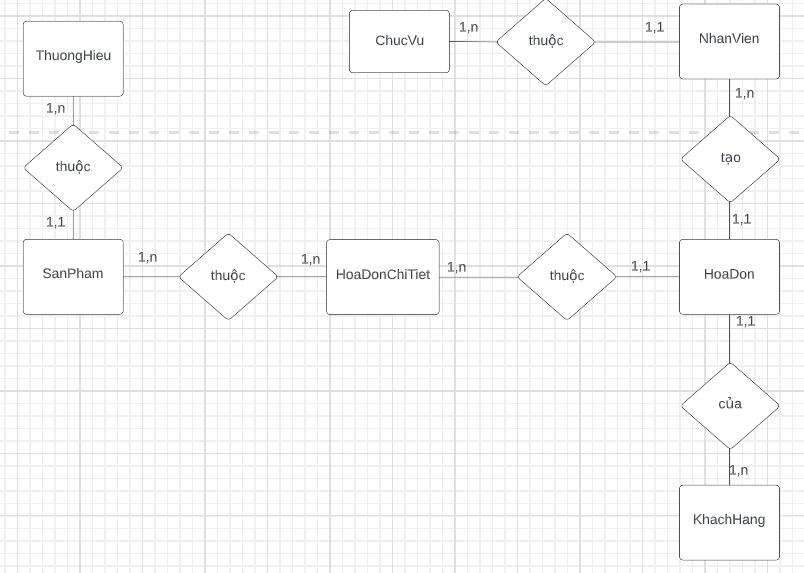 ChucVu
1,n
thuộc
1,1
NhanVien
ThuongHieu
1,n
1,n
thuộc
tạo
1,1
1,1
SanPham
1,n
thuộc
1,n
HoaDonChiTiet
1,n
thuộc
1,1
HoaDon
1,1
của
1,n
KhachHang